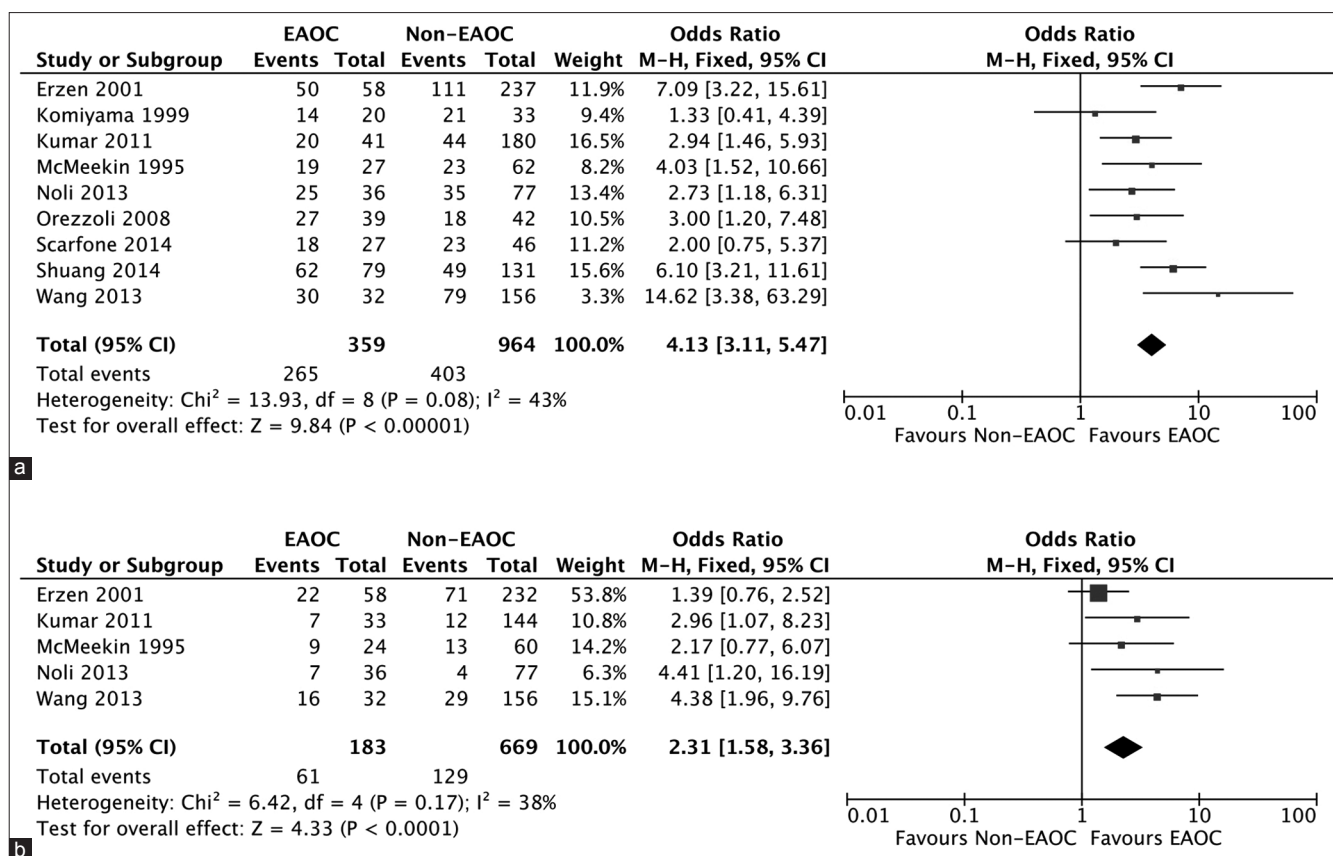 EAOC Non-EAOC Odds Ratio Odds Ratio
Study or Subgroup Events Total Events Total Weight M-H, Fixed, 95% CI M-H, Fixed, 95% CI
Erzen 2001 50 58 111 237 11.9% 7.09 [3.22, 15.61]
Komiyama 1999 14 20 21 33 9.4% 1.33 [0.41, 4.39]
Kumar 2011 20 41 44 180 16.5% 2.94 [1.46, 5.93]
McMeekin 1995 19 27 23 62 8.2% 4.03 [1.52, 10.66]
Noli 2013 25 36 35 77 13.4% 2.73 [1.18, 6.31]
Orezzoli 2008 27 39 18 42 10.5% 3.00 [1.20, 7.48]
Scarfone 2014 18 27 23 46 11.2% 2.00 [0.75, 5.37]
Shuang 2014 62 79 49 131 15.6% 6.10 [3.21, 11.61]
Wang 2013 30 32 79 156 3.3% 14.62 [3.38, 63.29]
Total (95% CI) 359 964 100.0% 4.13 [3.11, 5.47]
Total events 265 403
Heterogeneity: Chi² = 13.93, df = 8 (P = 0.08); I² = 43%
Test for overall effect: Z = 9.84 (P < 0.00001)
0.01 0.1 1 10 100
Favours Non-EAOC Favours EAOC
a
EAOC Non-EAOC Odds Ratio Odds Ratio
Study or Subgroup Events Total Events Total Weight M-H, Fixed, 95% CI M-H, Fixed, 95% CI
Erzen 2001 22 58 71 232 53.8% 1.39 [0.76, 2.52]
Kumar 2011 7 33 12 144 10.8% 2.96 [1.07, 8.23]
McMeekin 1995 9 24 13 60 14.2% 2.17 [0.77, 6.07]
Noli 2013 7 36 4 77 6.3% 4.41 [1.20, 16.19]
Wang 2013 16 32 29 156 15.1% 4.38 [1.96, 9.76]
Total (95% CI) 183 669 100.0% 2.31 [1.58, 3.36]
Total events 61 129
Heterogeneity: Chi² = 6.42, df = 4 (P = 0.17); I² = 38%
Test for overall effect: Z = 4.33 (P < 0.0001)
0.01 0.1 1 10 100
Favours Non-EAOC Favours EAOC
b